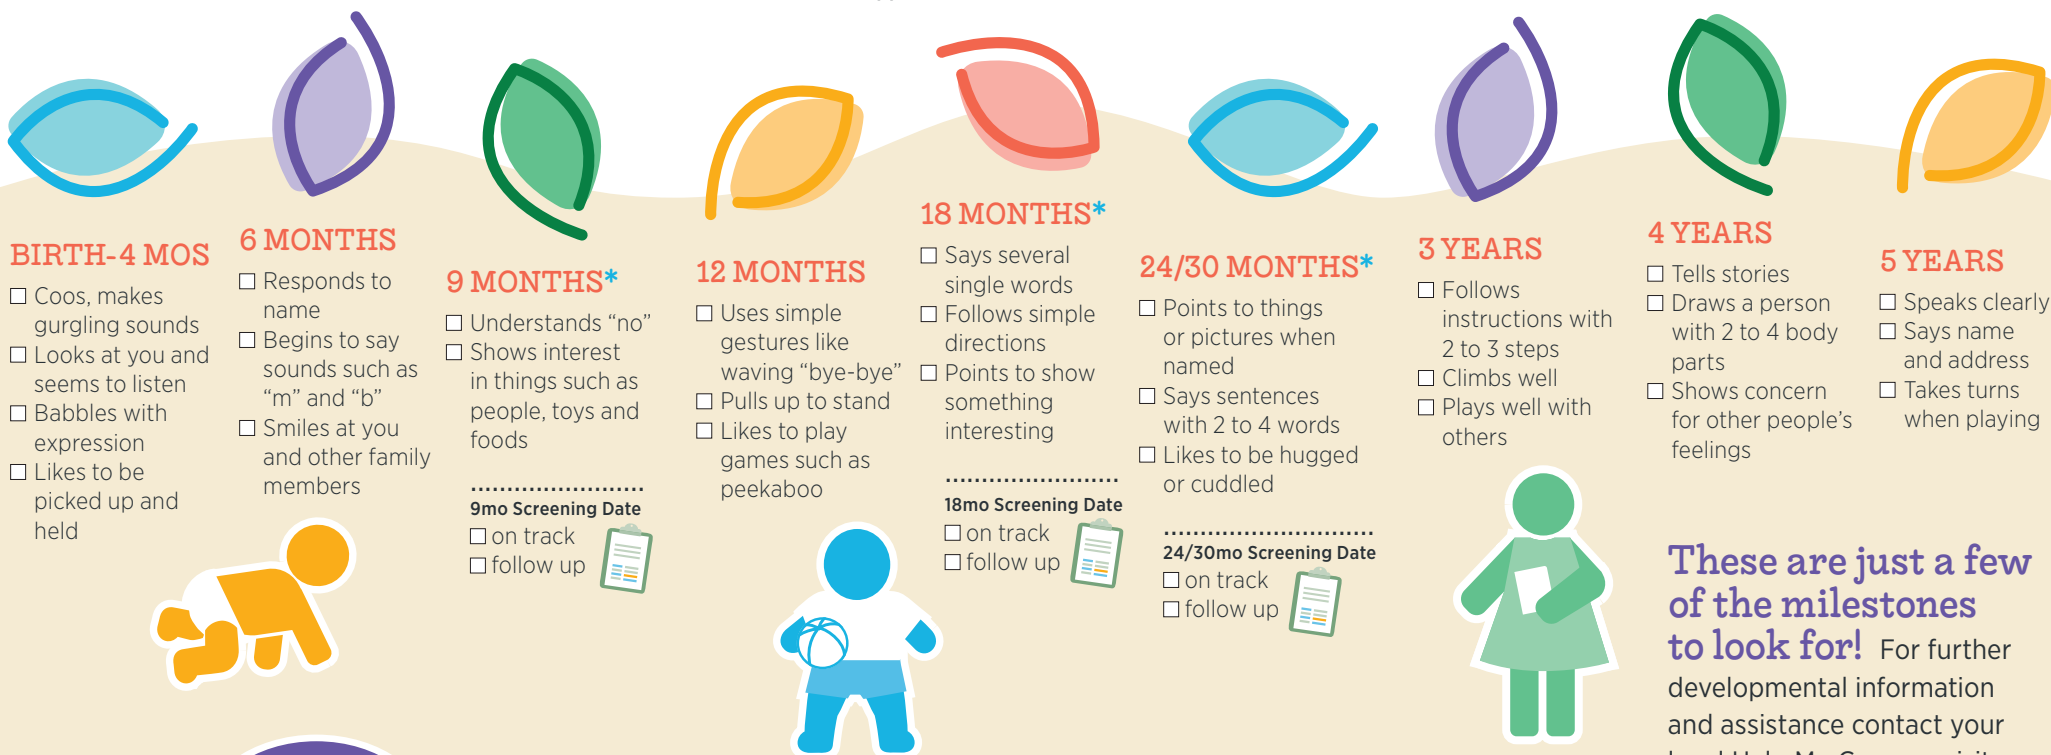 BIRTH-4 MOS
☐ Coos, makes
gurgling sounds
☐ Looks at you and
seems to listen
☐ Babbles with
expression
☐ Likes to be
picked up and
held
6 MONTHS
☐ Responds to
name
☐ Begins to say
sounds such as
“m” and “b”
☐ Smiles at you
and other family
members
9 MONTHS*
☐ Understands “no”
☐ Shows interest
in things such as
people, toys and
foods
9mo Screening Date
☐ on track
☐ follow up
12 MONTHS
☐ Uses simple
gestures like
waving “bye-bye”
☐ Pulls up to stand
☐ Likes to play
games such as
peekaboo
18 MONTHS*
☐ Says several
single words
☐ Follows simple
directions
☐ Points to show
something
interesting
18mo Screening Date
☐ on track
☐ follow up
24/30 MONTHS*
☐ Points to things
or pictures when
named
☐ Says sentences
with 2 to 4 words
☐ Likes to be hugged
or cuddled
24/30mo Screening Date
☐ on track
☐ follow up
3 YEARS
☐ Follows
instructions with
2 to 3 steps
☐ Climbs well
☐ Plays well with
others
4 YEARS
☐ Tells stories
☐ Draws a person
with 2 to 4 body
parts
☐ Shows concern
for other people’s
feelings
5 YEARS
☐ Speaks clearly
☐ Says name
and address
☐ Takes turns
when playing
These are just a few
of the milestones
to look for! For further
developmental information
and assistance contact your